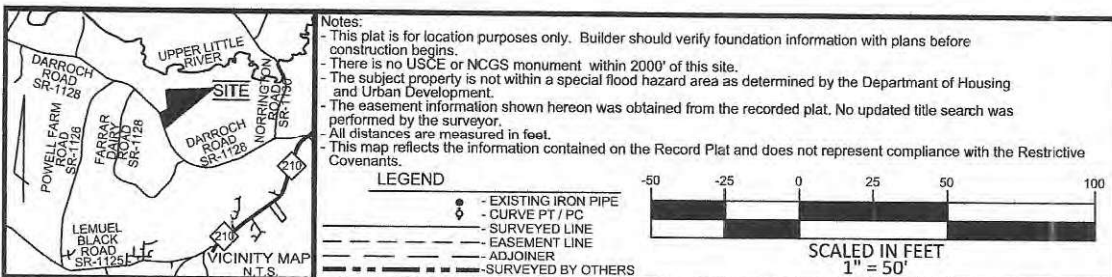 UPPER LITTLE
RIVER
DARROCH
ROAD
SR-1128
SITE
NORRINGTON
ROAD
SR-1130
POWELL FARM
ROAD
SR-1128
FARRAR
DAIRY
ROAD
SR-1128
DARROCH
ROAD
SR-1128
210
LEMUEL
BLACK
ROAD
SR-1125
210
VICINITY MAP
N.T.S.
Notes:
- This plat is for location purposes only. Builder should verify foundation information with plans before
construction begins.
- There is no USCE or NCGS monument within 2000' of this site.
- The subject property is not within a special flood hazard area as determined by the Departmant of Housing
and Urban Development.
- The easement information shown hereon was obtained from the recorded plat. No updated title search was
performed by the surveyor.
- All distances are measured in feet.
- This map reflects the information contained on the Record Plat and does not represent compliance with the Restrictive
Covenants.
LEGEND
- EXISTING IRON PIPE
- CURVE PT / PC
- SURVEYED LINE
- EASEMENT LINE
- ADJOINER
- SURVEYED BY OTHERS
-50 -25 0 25 50 100
SCALED IN FEET
1" = 50'